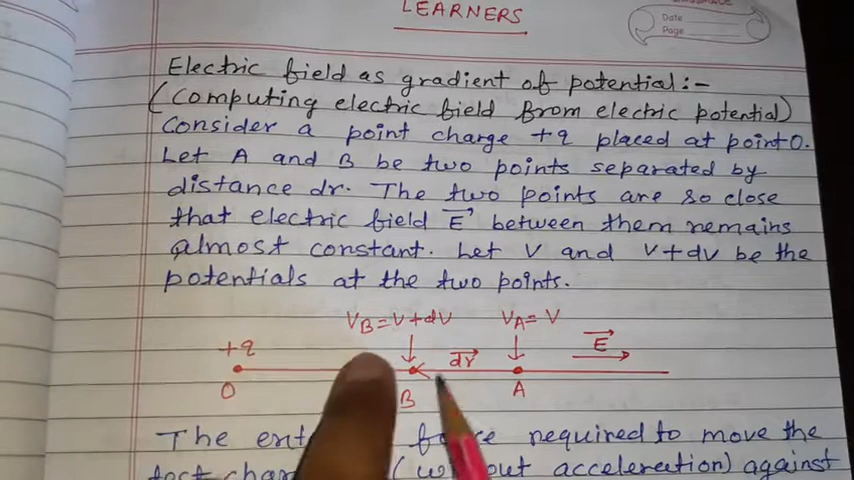 LEARNERS
Date
Page
Electric field as gradient of potential:-
(Computing electric field from electric potential)
Consider a point charge +q placed at point O.
Let A and B be two points separated by
distance dr. The two points are so close
that electric field E⃗ between them remains
almost constant. Let V and V+dV be the
potentials at the two points.
VB=V+dV VA=V
+q dr⃗ E⃗
O B A
The required to move the
(without acceleration) against